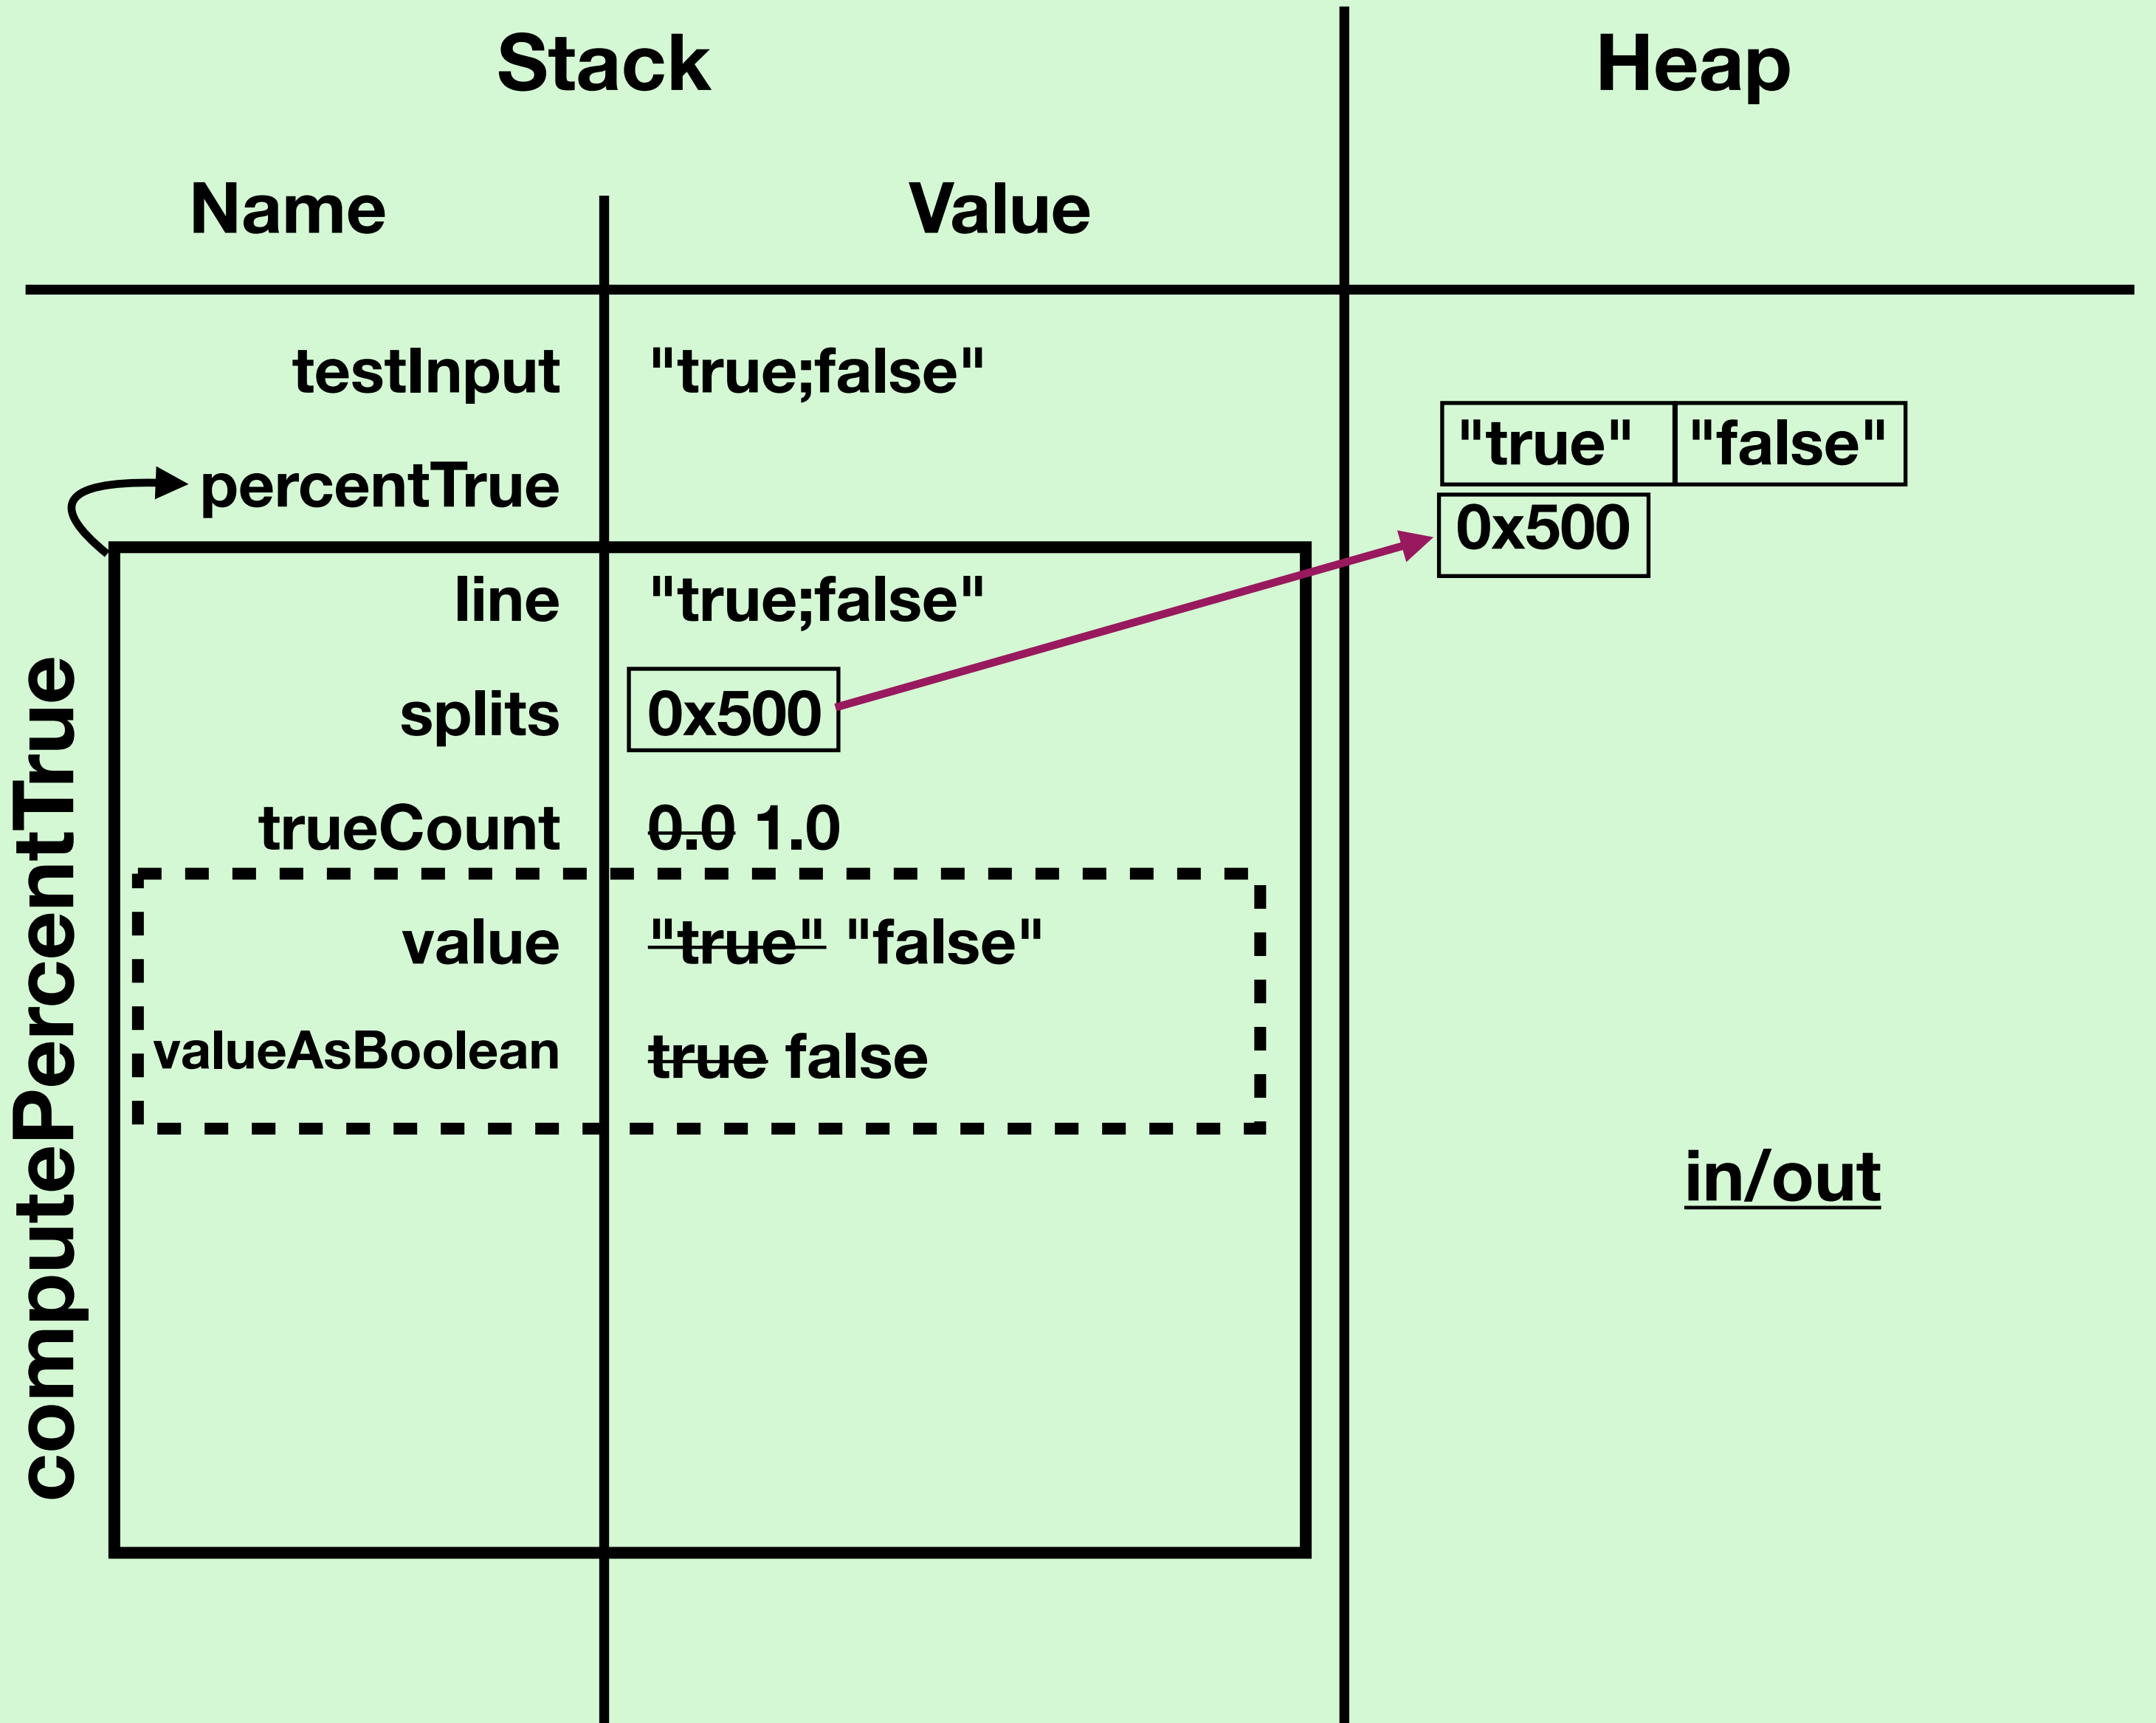 Stack
Heap
Name
Value
testInput "true;false"
"true" "false"
percentTrue
0x500
computePercentTrue
line "true;false"
splits 0x500
trueCount 0.0 1.0
value "true" "false"
valueAsBoolean true false
in/out